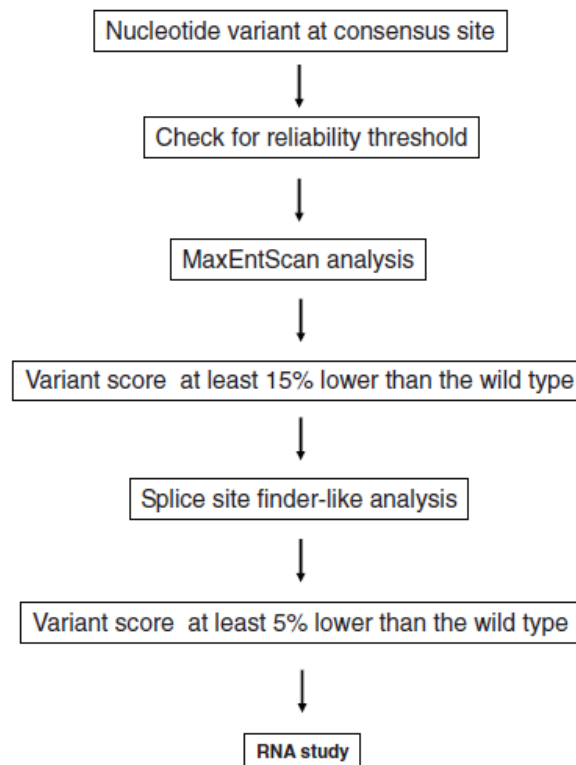 Nucleotide variant at consensus site
Check for reliability threshold
MaxEntScan analysis
Variant score at least 15% lower than the wild type
Splice site finder-like analysis
Variant score at least 5% lower than the wild type
RNA study